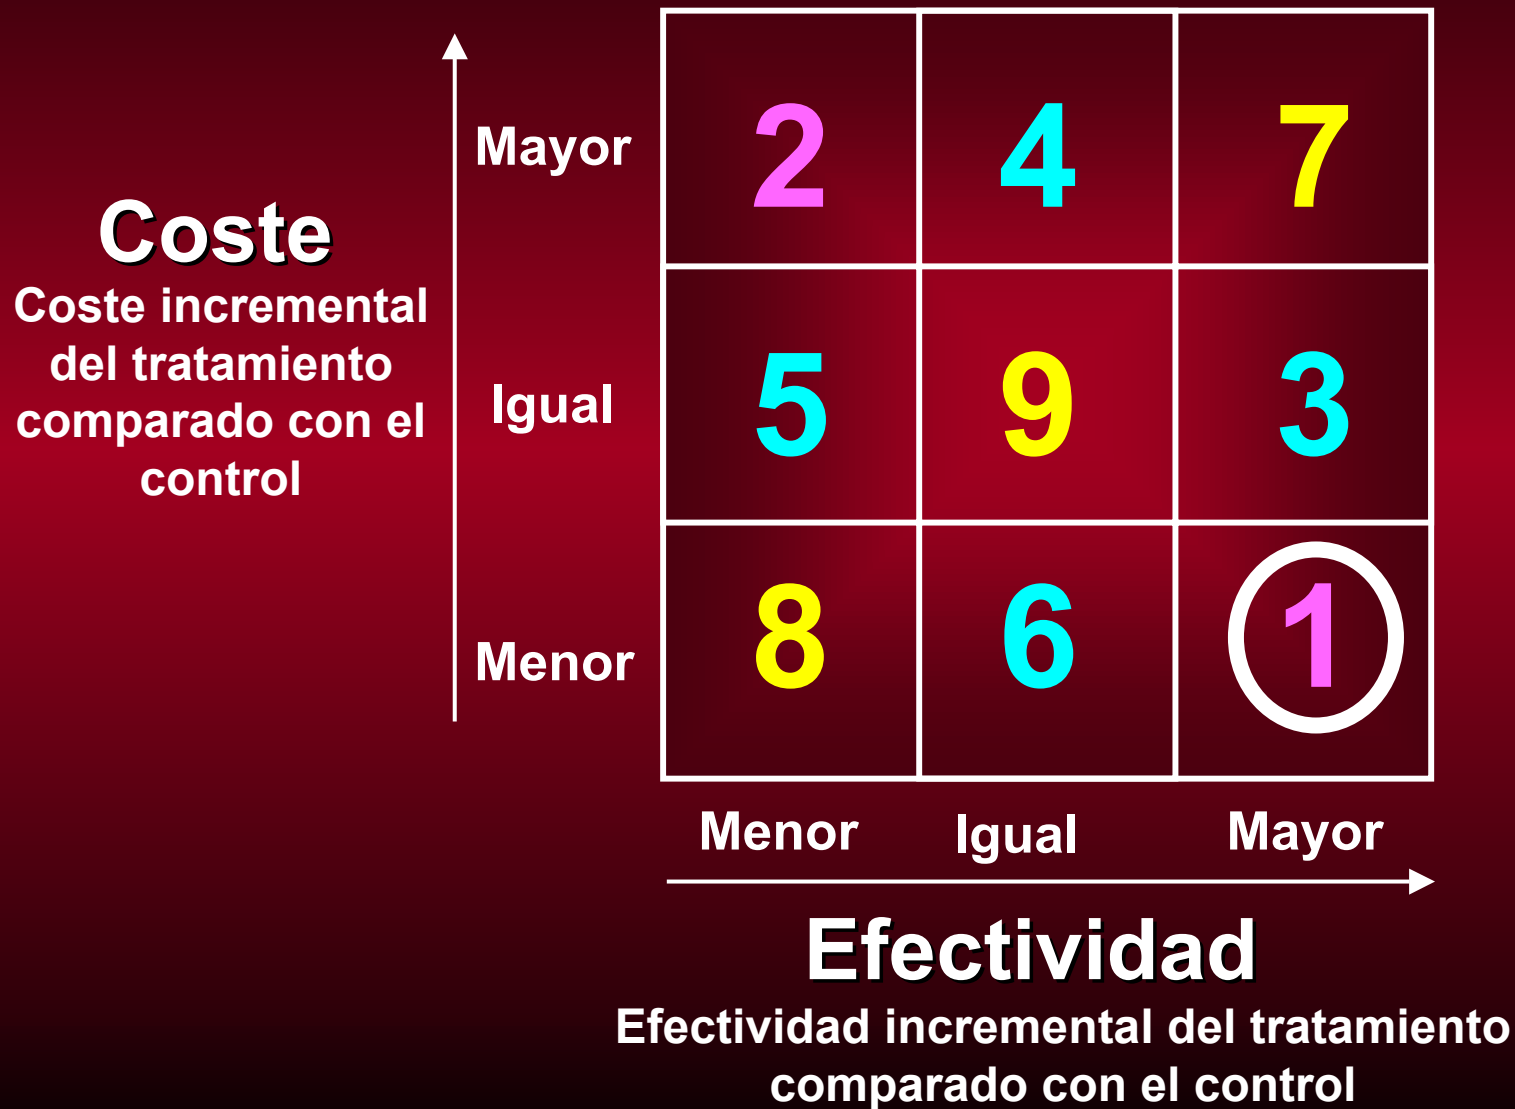 Coste
Coste incremental
del tratamiento
comparado con el
control
Mayor
2 4 7
Igual
5 9 3
Menor
8 6 1
Menor Igual Mayor
Efectividad
Efectividad incremental del tratamiento
comparado con el control